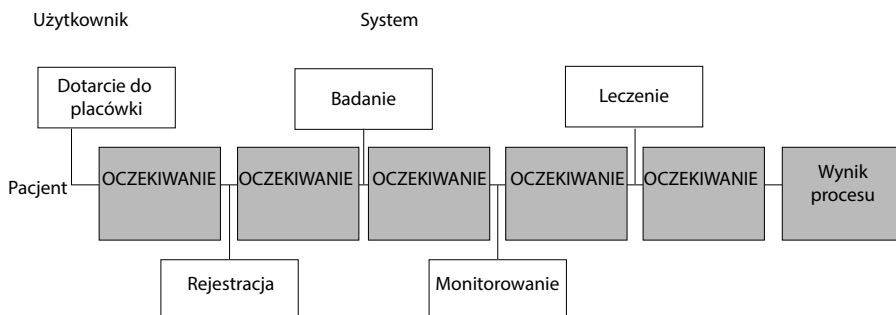 Użytkownik
System
Dotarcie do
placówki
Badanie
Leczenie
Pacjent
OCZEKIWANIE
OCZEKIWANIE
OCZEKIWANIE
OCZEKIWANIE
OCZEKIWANIE
Wynik
procesu
Rejestracja
Monitorowanie